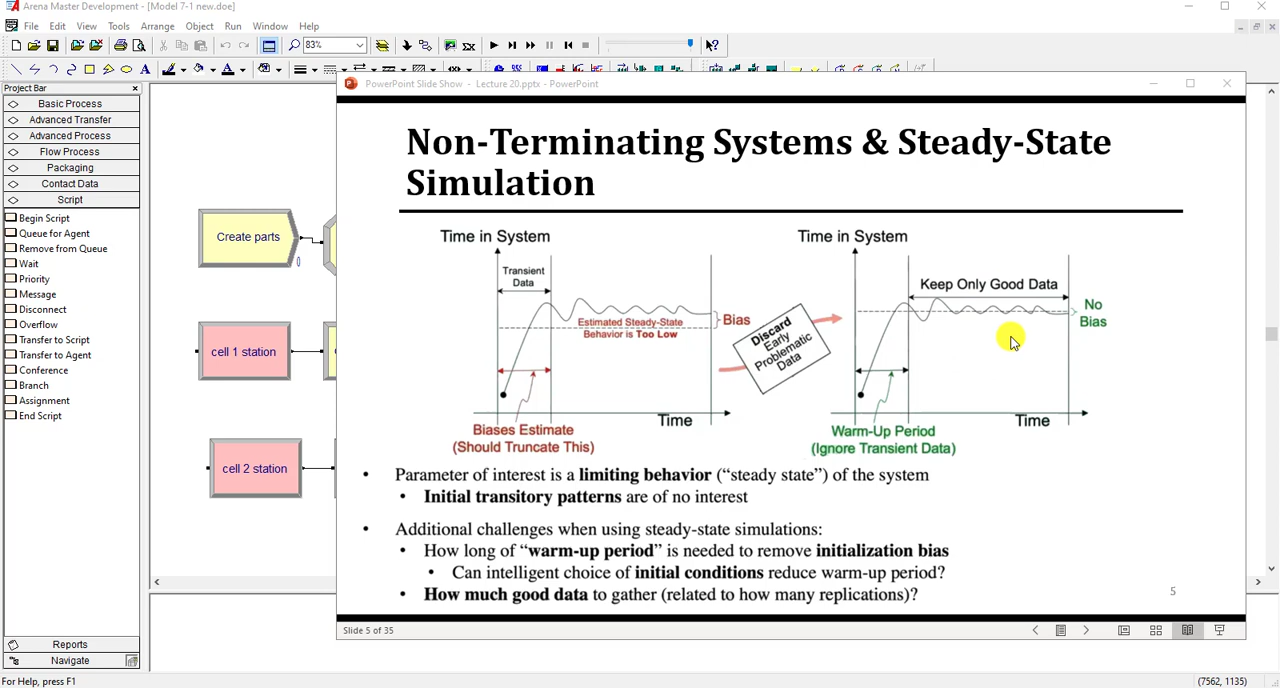 Arena Master Development - [Model 7-1 new.doe]
File Edit View Tools Arrange Object Run Window Help
83%
Project Bar
Basic Process
Advanced Transfer
Advanced Process
Flow Process
Packaging
Contact Data
Script
Begin Script
Queue for Agent
Remove from Queue
Wait
Priority
Message
Disconnect
Overflow
Transfer to Script
Transfer to Agent
Conference
Branch
Assignment
End Script
Reports
Navigate
Create parts
0
cell 1 station
cell 2 station
PowerPoint Slide Show - Lecture 20.pptx - PowerPoint
Non-Terminating Systems & Steady-State
Simulation
Time in System
Transient
Data
Estimated Steady-State
Behavior is Too Low
Bias
Time
Biases Estimate
(Should Truncate This)
Discard
Early
Problematic
Data
Time in System
Keep Only Good Data
No
Bias
Time
Warm-Up Period
(Ignore Transient Data)
• Parameter of interest is a limiting behavior (“steady state”) of the system
• Initial transitory patterns are of no interest
• Additional challenges when using steady-state simulations:
• How long of “warm-up period” is needed to remove initialization bias
• Can intelligent choice of initial conditions reduce warm-up period?
• How much good data to gather (related to how many replications)?
5
Slide 5 of 35
For Help, press F1
(7562, 1135)